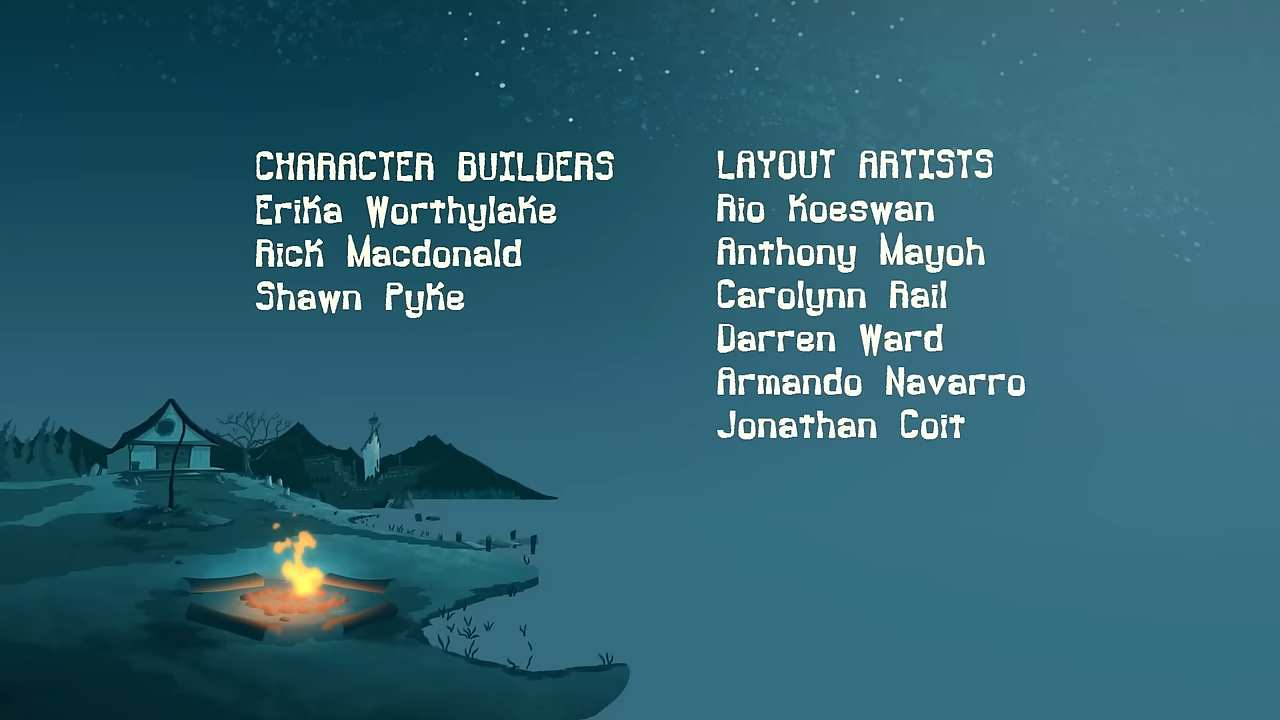 CHARACTER BUILDERS
Erika Worthylake
Rick Macdonald
Shawn Pyke
LAYOUT ARTISTS
Rio Koeswan
Anthony Mayoh
Carolynn Rail
Darren Ward
Armando Navarro
Jonathan Coit